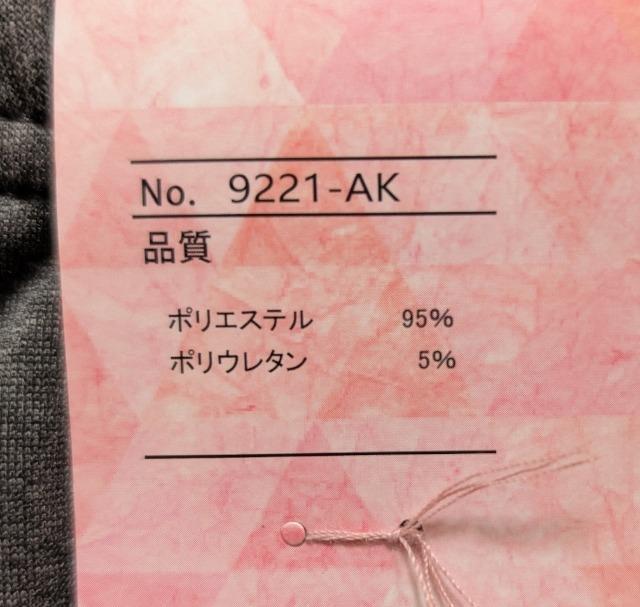 No. 9221-AK
品質
ポリエステル 95%
ポリウレタン 5%